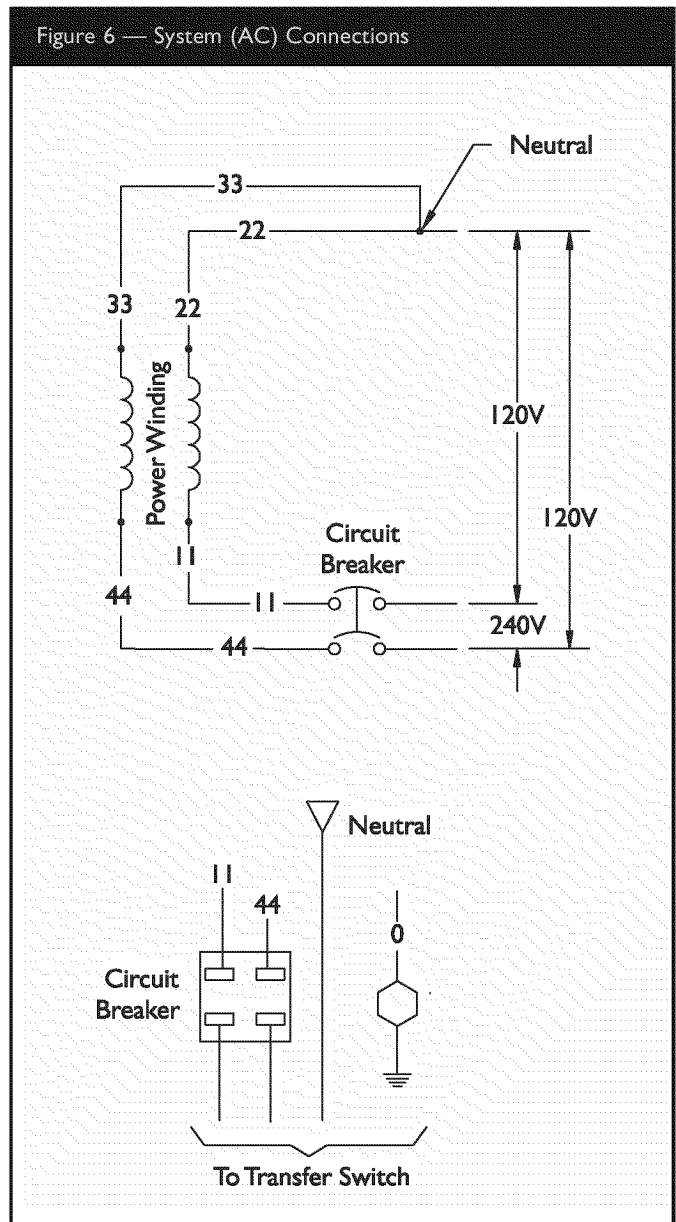 Figure 6 — System (AC) Connections
Neutral
33
22
33
22
Power Winding
120V
120V
Circuit
Breaker
11
44
11
240V
44
Neutral
11
44
0
Circuit
Breaker
To Transfer Switch